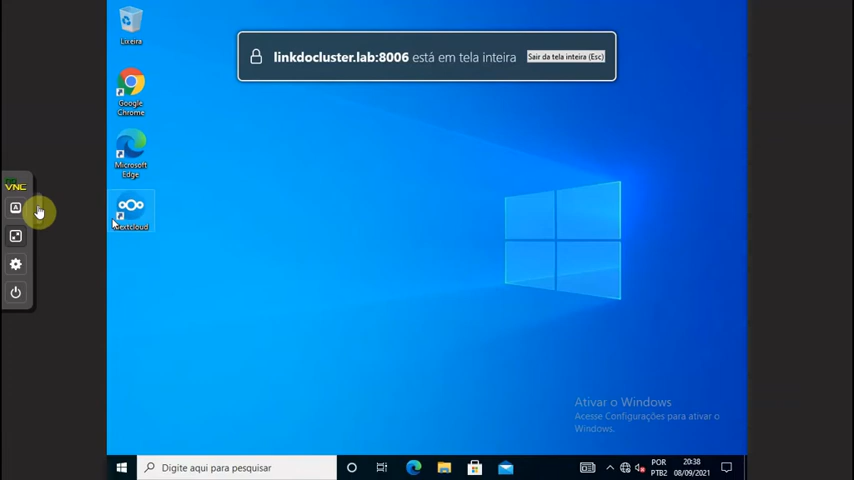 Lixeira
linkdocluster.lab:8006 está em tela inteira
Sair da tela inteira (Esc)
Google
Chrome
Microsoft
Edge
no
VNC
A
Nextcloud
Ativar o Windows
Acesse Configurações para ativar o
Windows.
Digite aqui para pesquisar
POR
PTB2
20:38
08/09/2021